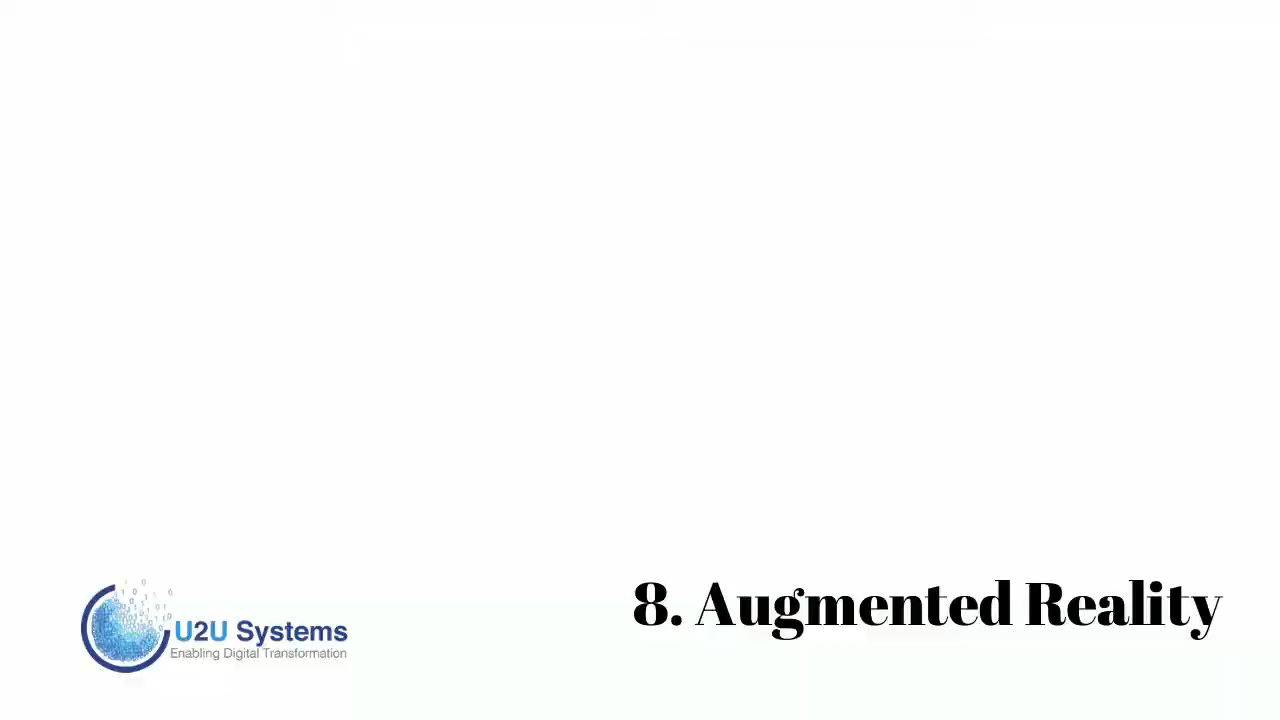 8. Augmented Reality
U2U Systems
Enabling Digital Transformation